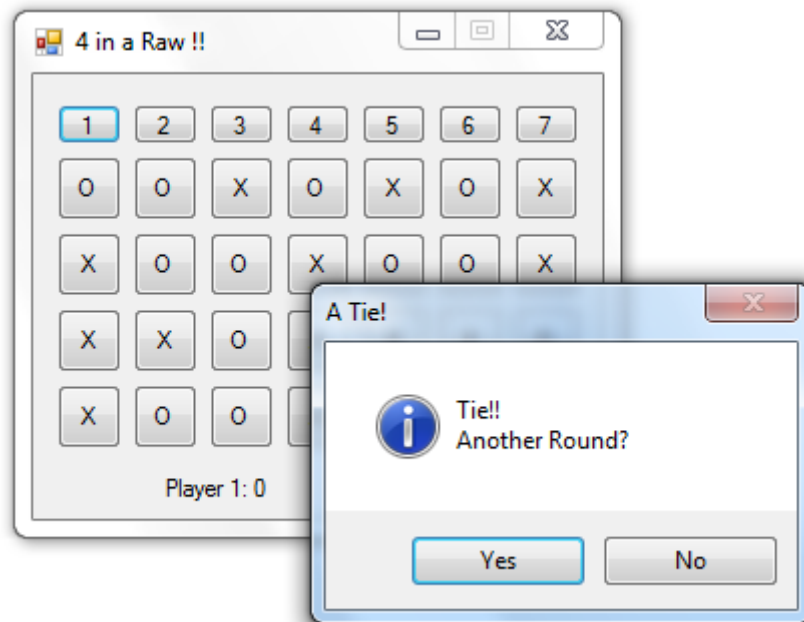 4 in a Raw !!
1 2 3 4 5 6 7
O O X O X O X
X O O X O O X
X X O
X O O
Player 1: 0
A Tie!
Tie!!
Another Round?
Yes No